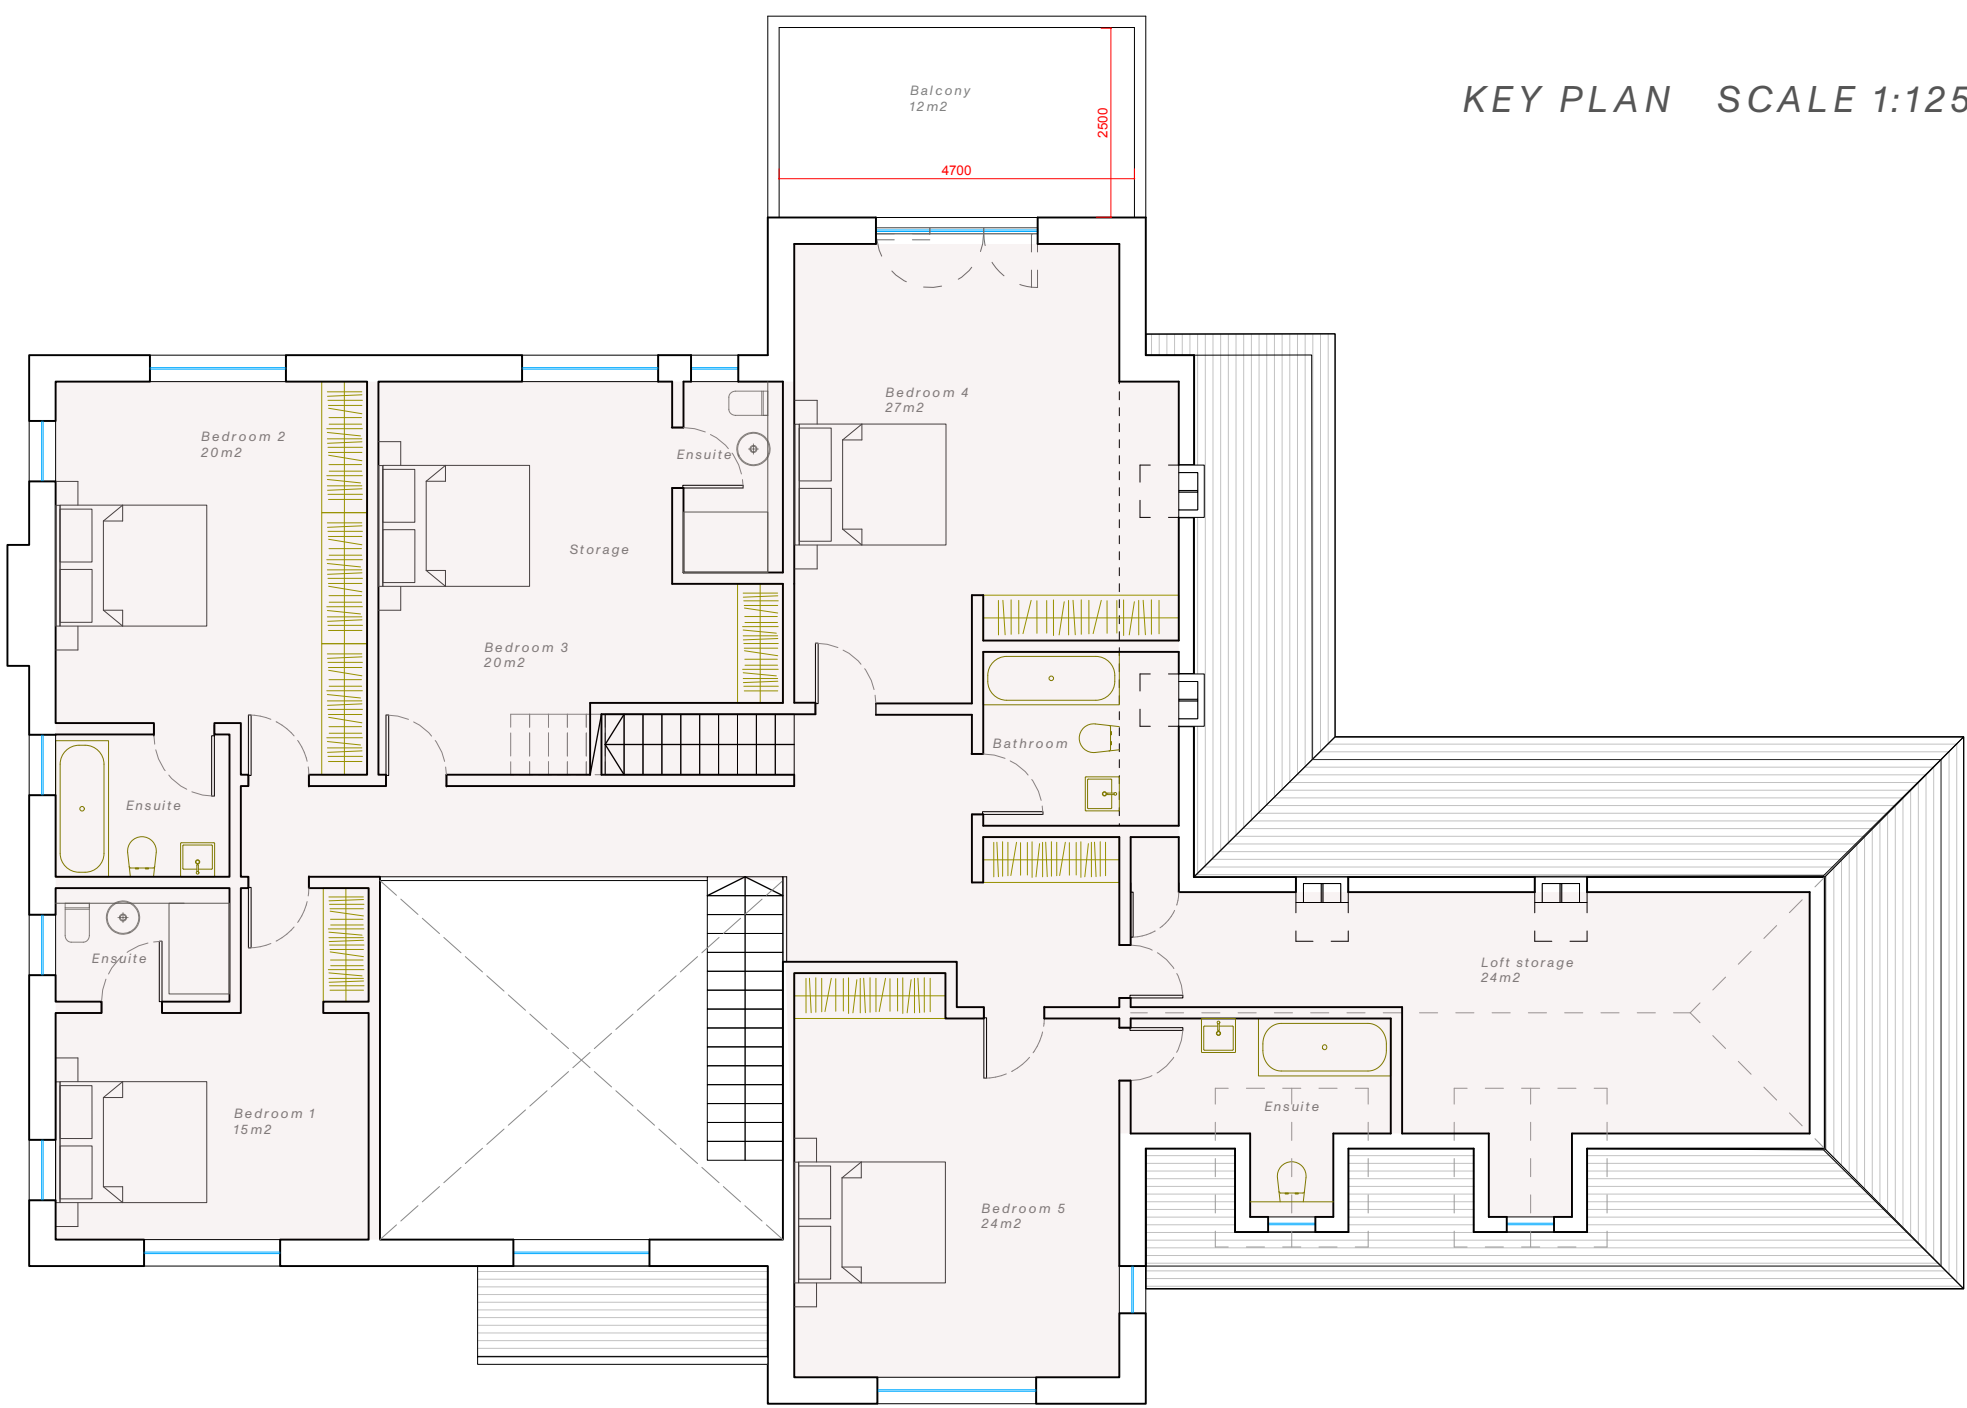 KEY PLAN SCALE 1:125
Balcony
12m2
2500
4700
Bedroom 4
27m2
Bedroom 2
20m2
Ensuite
Storage
Bedroom 3
20m2
Bathroom
Ensuite
Ensuite
Loft storage
24m2
Bedroom 1
15m2
Ensuite
Bedroom 5
24m2